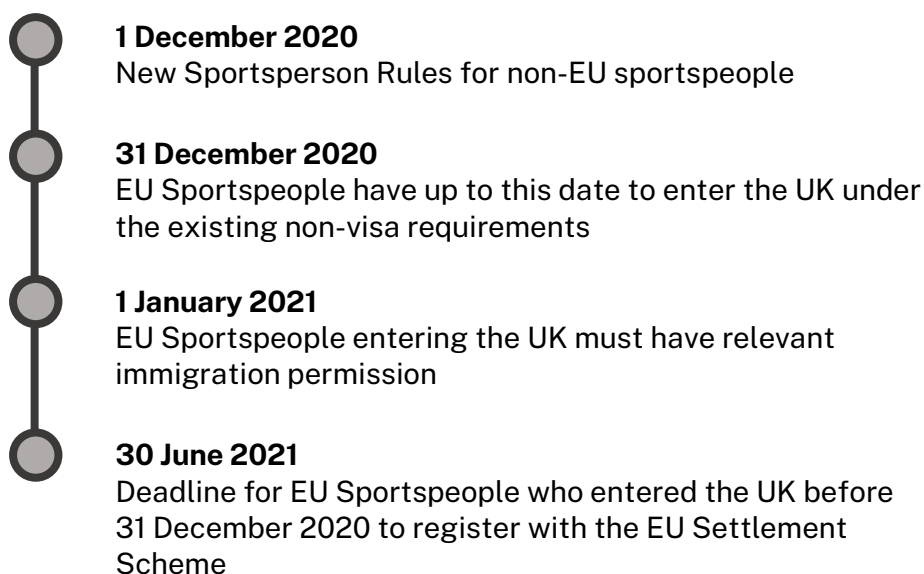 1 December 2020
New Sportsperson Rules for non-EU sportspeople
31 December 2020
EU Sportspeople have up to this date to enter the UK under
the existing non-visa requirements
1 January 2021
EU Sportspeople entering the UK must have relevant
immigration permission
30 June 2021
Deadline for EU Sportspeople who entered the UK before
31 December 2020 to register with the EU Settlement
Scheme